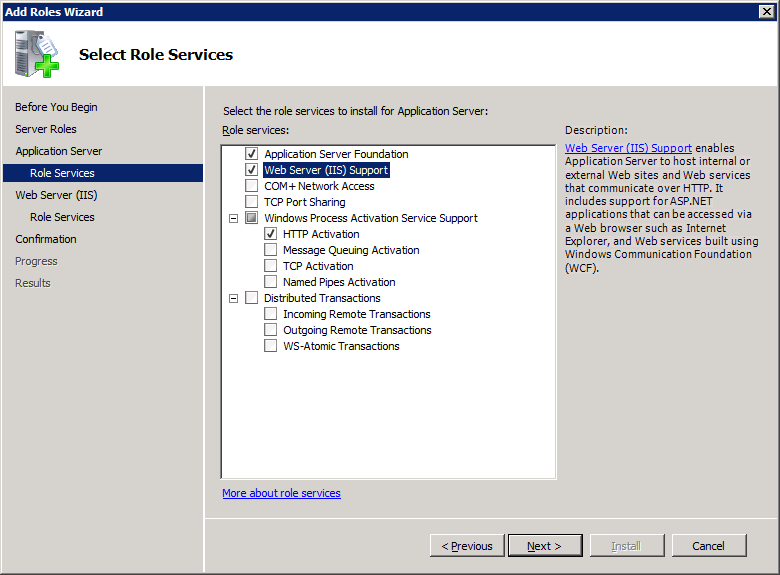 Add Roles Wizard
Select Role Services
Before You Begin
Server Roles
Application Server
Role Services
Web Server (IIS)
Role Services
Confirmation
Progress
Results
Select the role services to install for Application Server:
Role services:
Application Server Foundation
Web Server (IIS) Support
COM+ Network Access
TCP Port Sharing
Windows Process Activation Service Support
HTTP Activation
Message Queuing Activation
TCP Activation
Named Pipes Activation
Distributed Transactions
Incoming Remote Transactions
Outgoing Remote Transactions
WS-Atomic Transactions
More about role services
Description:
Web Server (IIS) Support enables
Application Server to host internal or
external Web sites and Web services
that communicate over HTTP. It
includes support for ASP.NET
applications that can be accessed via
a Web browser such as Internet
Explorer, and Web services built using
Windows Communication Foundation
(WCF).
< Previous
Next >
Install
Cancel